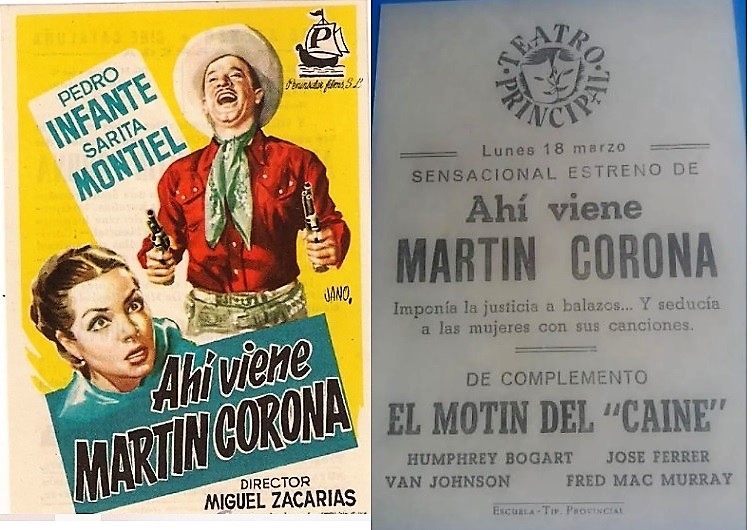 P
Peninsular films, S.L.
PEDRO
INFANTE
SARITA
MONTIEL
JANO.
Ahí viene
MARTIN CORONA
DIRECTOR
MIGUEL ZACARIAS
·TEATRO·
PRINCIPAL
Lunes 18 marzo
SENSACIONAL ESTRENO DE
Ahí viene
MARTIN CORONA
Imponía la justicia a balazos... Y seducía
a las mujeres con sus canciones.
DE COMPLEMENTO
EL MOTIN DEL "CAINE"
HUMPHREY BOGART JOSE FERRER
VAN JOHNSON FRED MAC MURRAY
Escuela-Tip. Provincial